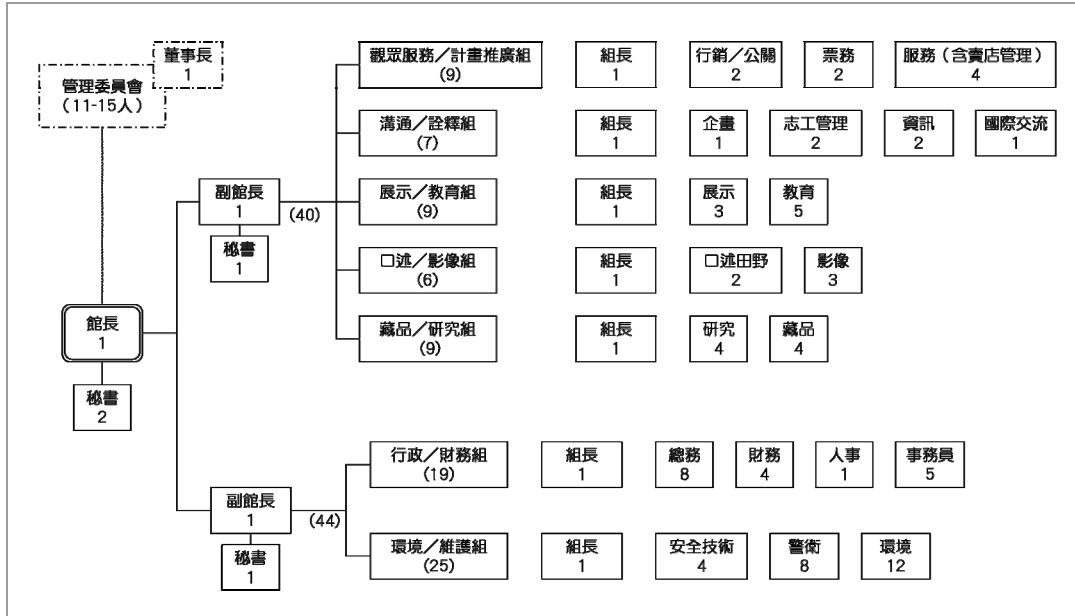 董事長
1
管理委員會
(11-15人)
觀眾服務／計畫推廣組
(9)
組長
1
行銷／公關
2
票務
2
服務(含賣店管理)
4
溝通／詮釋組
(7)
組長
1
企畫
1
志工管理
2
資訊
2
國際交流
1
副館長
1
(40)
秘書
1
展示／教育組
(9)
組長
1
展示
3
教育
5
口述／影像組
(6)
組長
1
口述田野
2
影像
3
館長
1
秘書
2
藏品／研究組
(9)
組長
1
研究
4
藏品
4
行政／財務組
(19)
組長
1
總務
8
財務
4
人事
1
事務員
5
副館長
1
(44)
秘書
1
環境／維護組
(25)
組長
1
安全技術
4
警衛
8
環境
12